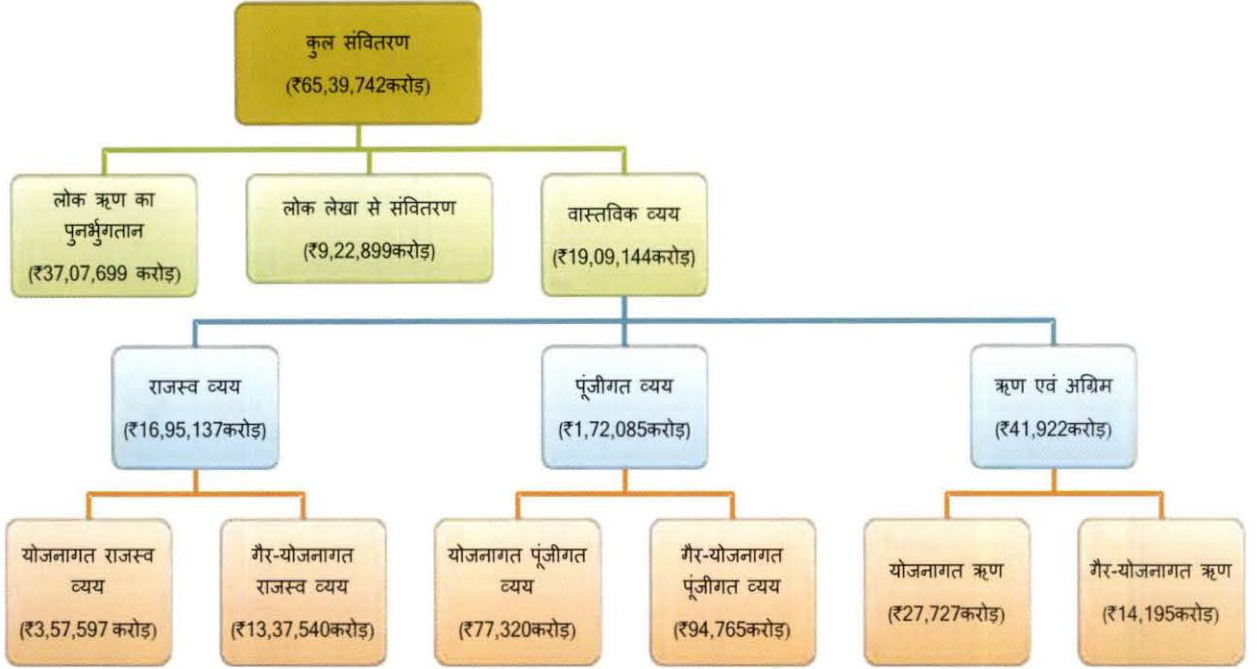 कुल संवितरण
(₹65,39,742करोड़)
लोक ऋण का
पुनर्भुगतान
(₹37,07,699 करोड़)
लोक लेखा से संवितरण
(₹9,22,899करोड़)
वास्तविक व्यय
(₹19,09,144करोड़)
राजस्व व्यय
(₹16,95,137करोड़)
पूंजीगत व्यय
(₹1,72,085करोड़)
ऋण एवं अग्रिम
(₹41,922करोड़)
योजनागत राजस्व
व्यय
(₹3,57,597 करोड़)
गैर-योजनागत
राजस्व व्यय
(₹13,37,540करोड़)
योजनागत पूंजीगत
व्यय
(₹77,320करोड़)
गैर-योजनागत
पूंजीगत व्यय
(₹94,765करोड़)
योजनागत ऋण
(₹27,727करोड़)
गैर-योजनागत ऋण
(₹14,195करोड़)